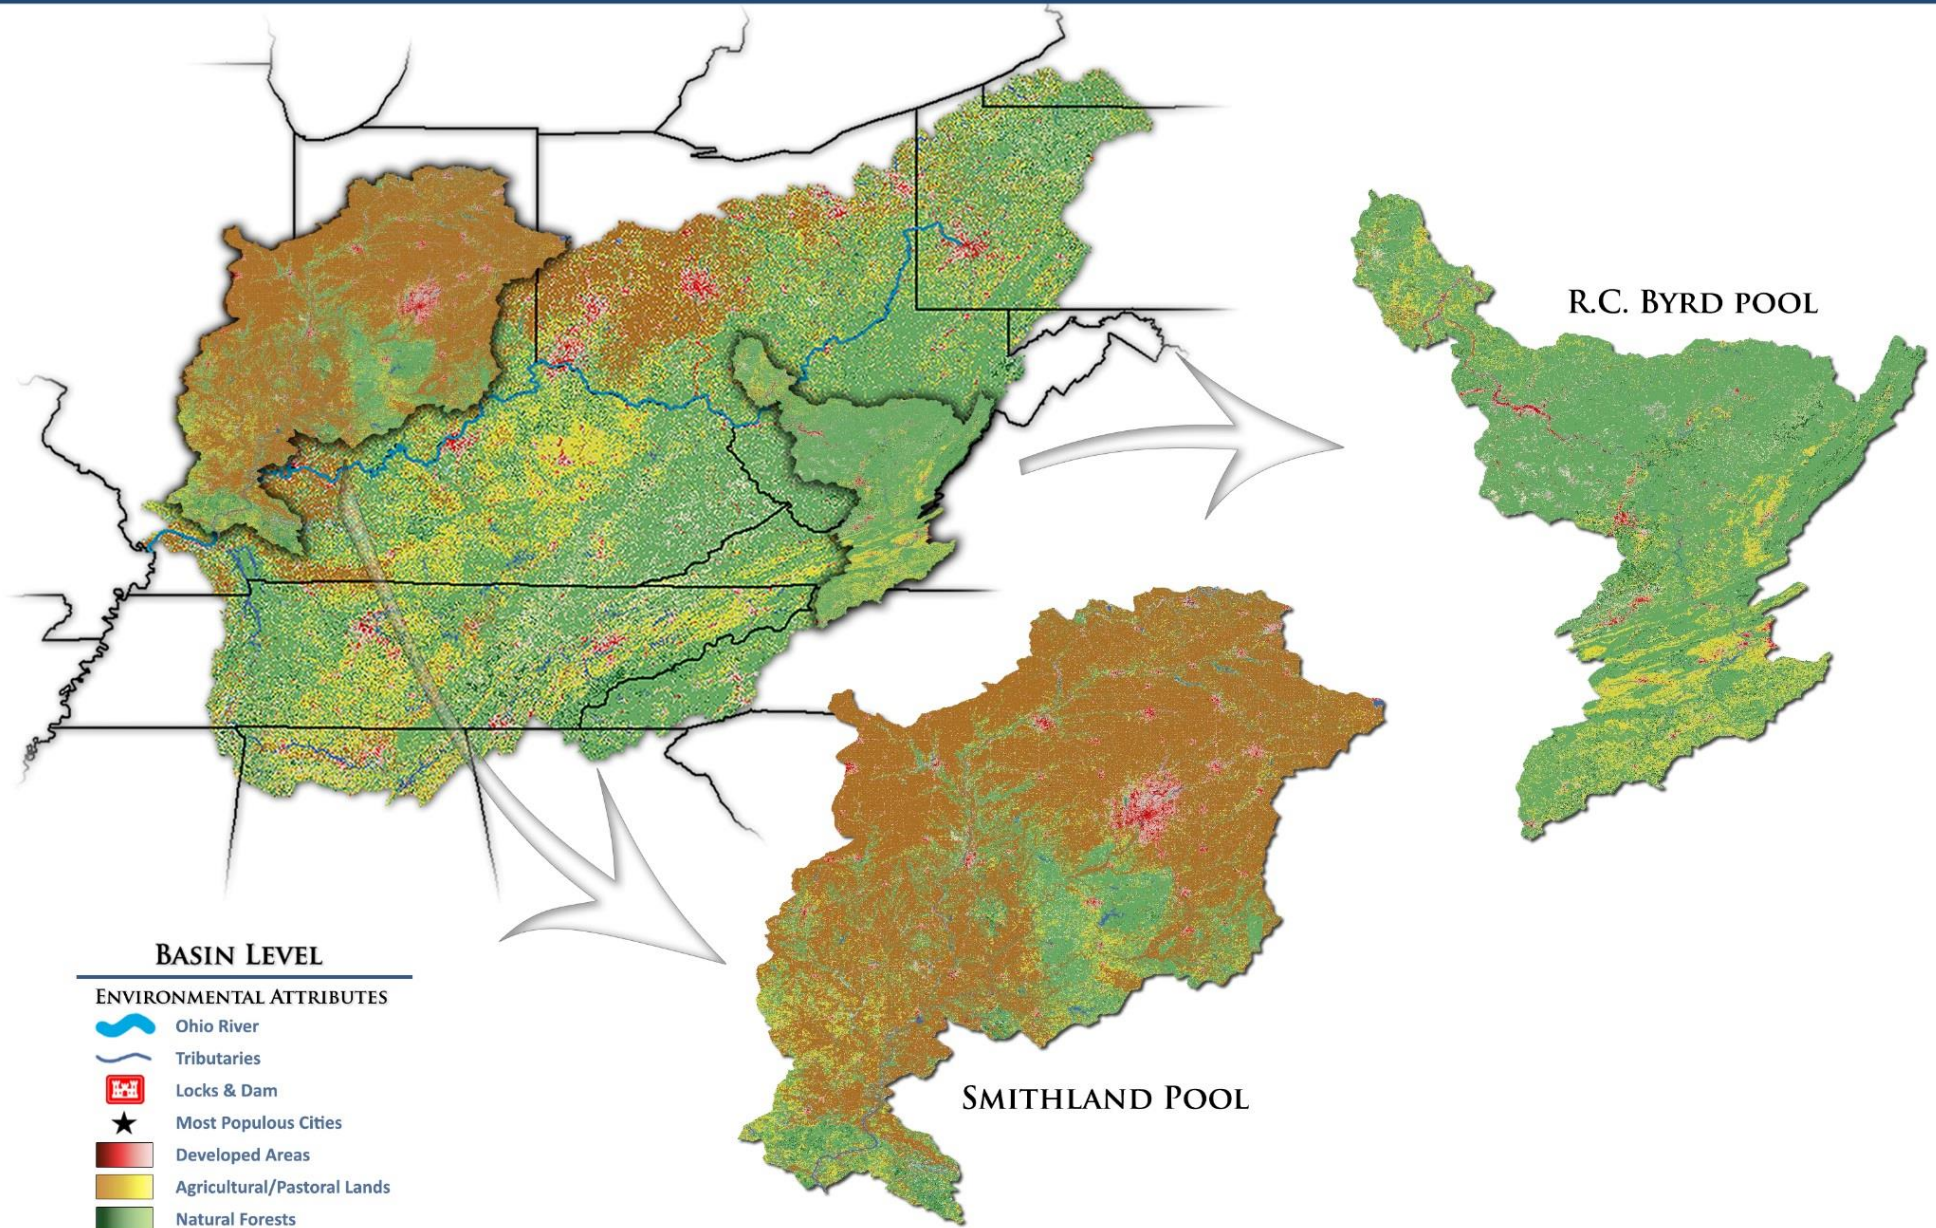 R.C. Byrd pool
Smithland Pool
Basin Level
Environmental Attributes
Ohio River
Tributaries
Locks & Dam
Most Populous Cities
Developed Areas
Agricultural/Pastoral Lands
Natural Forests